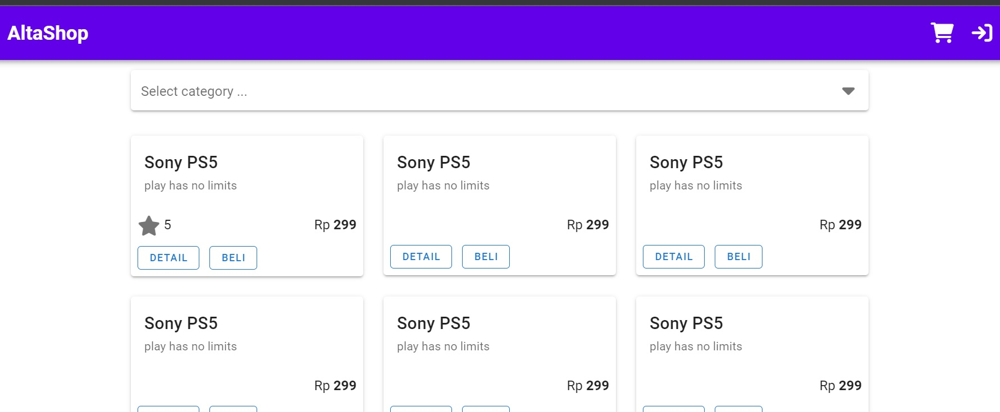 AltaShop
Select category ...
Sony PS5
play has no limits
5
Rp 299
DETAIL
BELI
Sony PS5
play has no limits
Rp 299
DETAIL
BELI
Sony PS5
play has no limits
Rp 299
DETAIL
BELI
Sony PS5
play has no limits
Rp 299
Sony PS5
play has no limits
Rp 299
Sony PS5
play has no limits
Rp 299